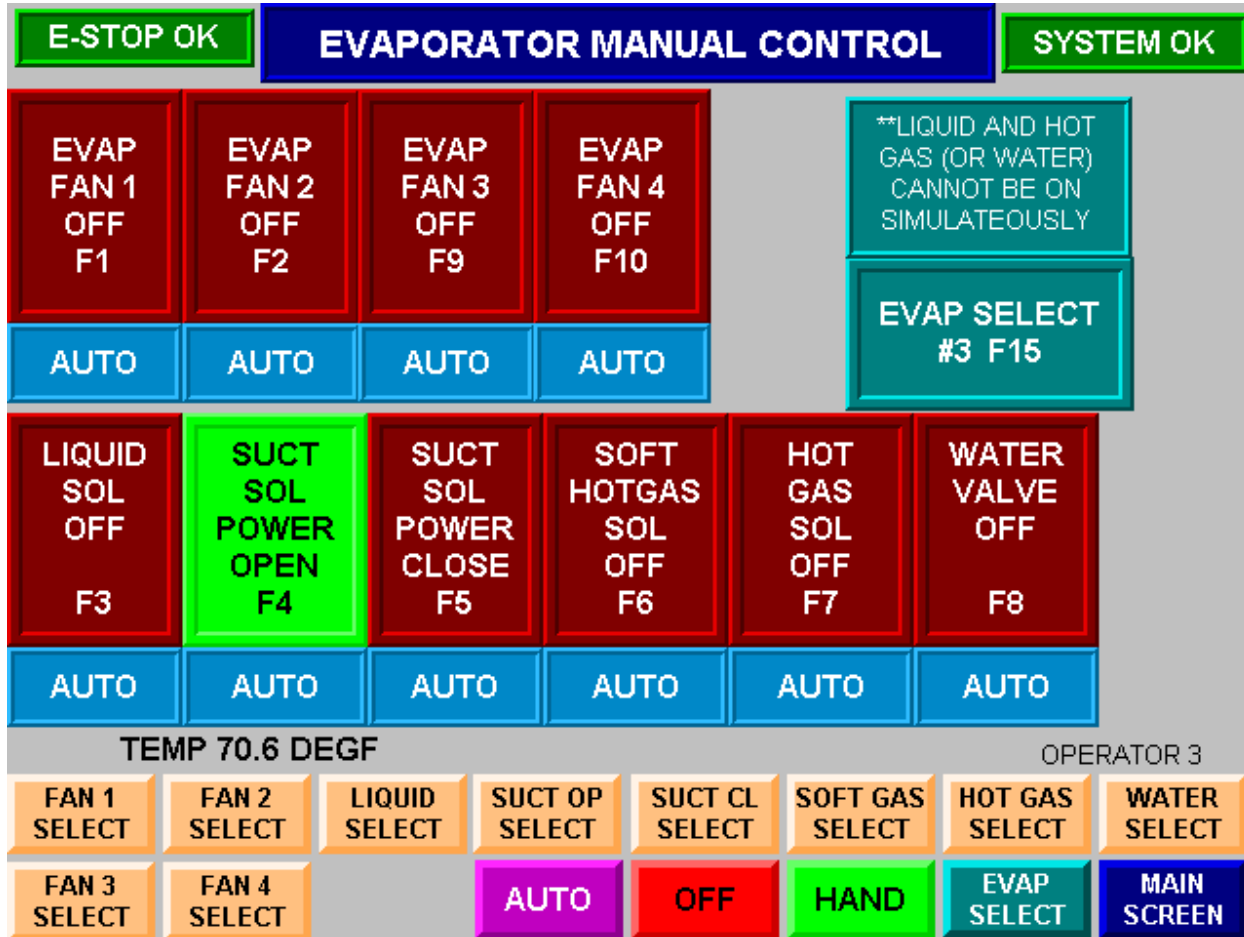 E-STOP OK
EVAPORATOR MANUAL CONTROL
SYSTEM OK
EVAP
FAN 1
OFF
F1
EVAP
FAN 2
OFF
F2
EVAP
FAN 3
OFF
F9
EVAP
FAN 4
OFF
F10
**LIQUID AND HOT
GAS (OR WATER)
CANNOT BE ON
SIMULATEOUSLY
EVAP SELECT
#3 F15
AUTO
AUTO
AUTO
AUTO
LIQUID
SOL
OFF
F3
SUCT
SOL
POWER
OPEN
F4
SUCT
SOL
POWER
CLOSE
F5
SOFT
HOTGAS
SOL
OFF
F6
HOT
GAS
SOL
OFF
F7
WATER
VALVE
OFF
F8
AUTO
AUTO
AUTO
AUTO
AUTO
AUTO
TEMP 70.6 DEGF
OPERATOR 3
FAN 1
SELECT
FAN 2
SELECT
LIQUID
SELECT
SUCT OP
SELECT
SUCT CL
SELECT
SOFT GAS
SELECT
HOT GAS
SELECT
WATER
SELECT
FAN 3
SELECT
FAN 4
SELECT
AUTO
OFF
HAND
EVAP
SELECT
MAIN
SCREEN